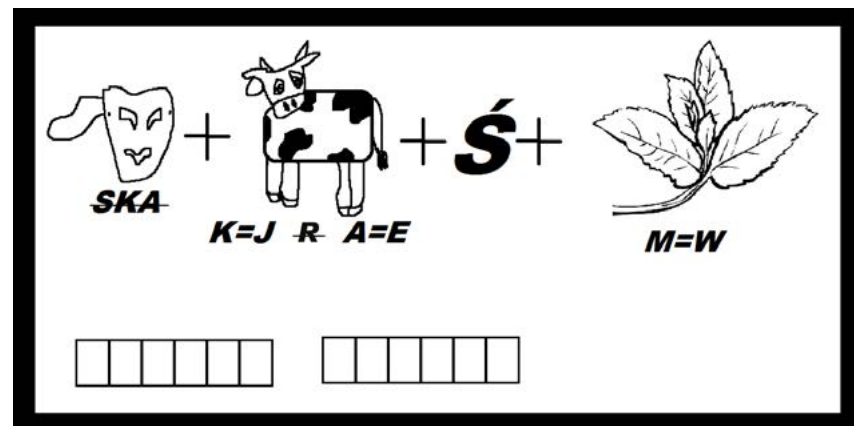 + + Ś +
SKA
K=J R A=E
M=W